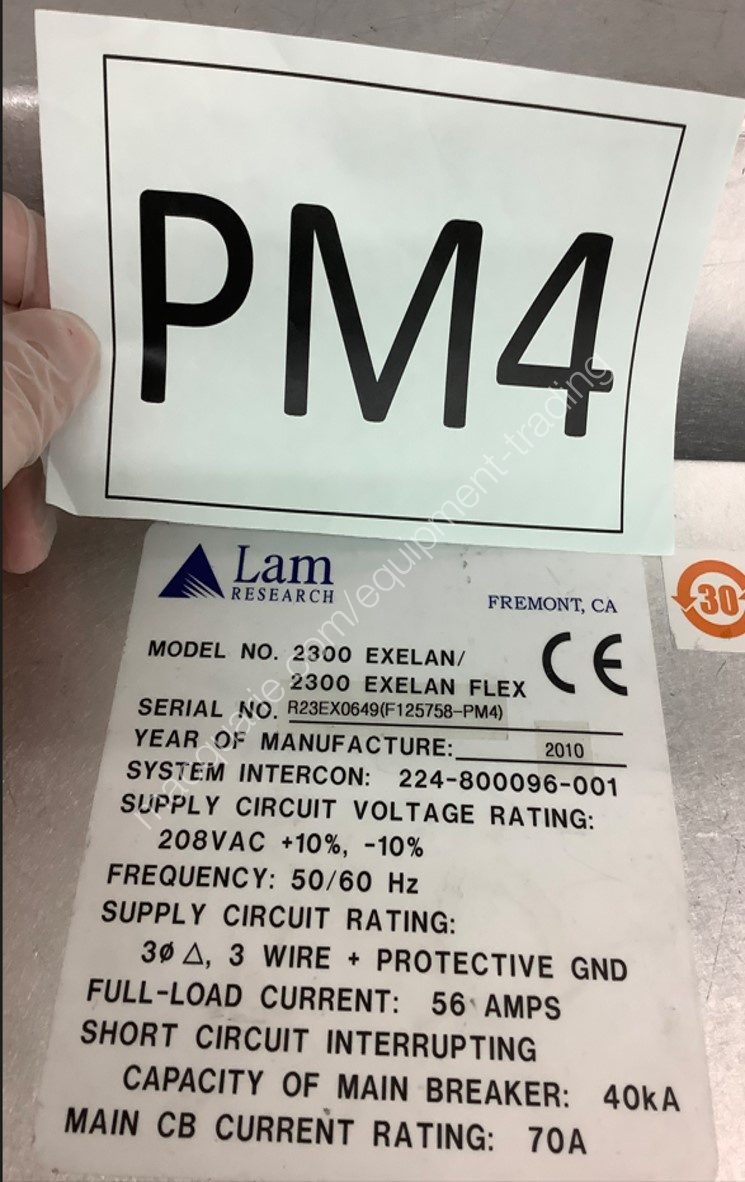 PM4
Lam
RESEARCH
FREMONT, CA
MODEL NO. 2300 EXELAN/
2300 EXELAN FLEX
CE
SERIAL NO. R23EX0649(F125758-PM4)
YEAR OF MANUFACTURE: 2010
SYSTEM INTERCON: 224-800096-001
SUPPLY CIRCUIT VOLTAGE RATING:
208VAC +10%, -10%
FREQUENCY: 50/60 Hz
SUPPLY CIRCUIT RATING:
3ø Δ, 3 WIRE + PROTECTIVE GND
FULL-LOAD CURRENT: 56 AMPS
SHORT CIRCUIT INTERRUPTING
CAPACITY OF MAIN BREAKER: 40kA
MAIN CB CURRENT RATING: 70A
30